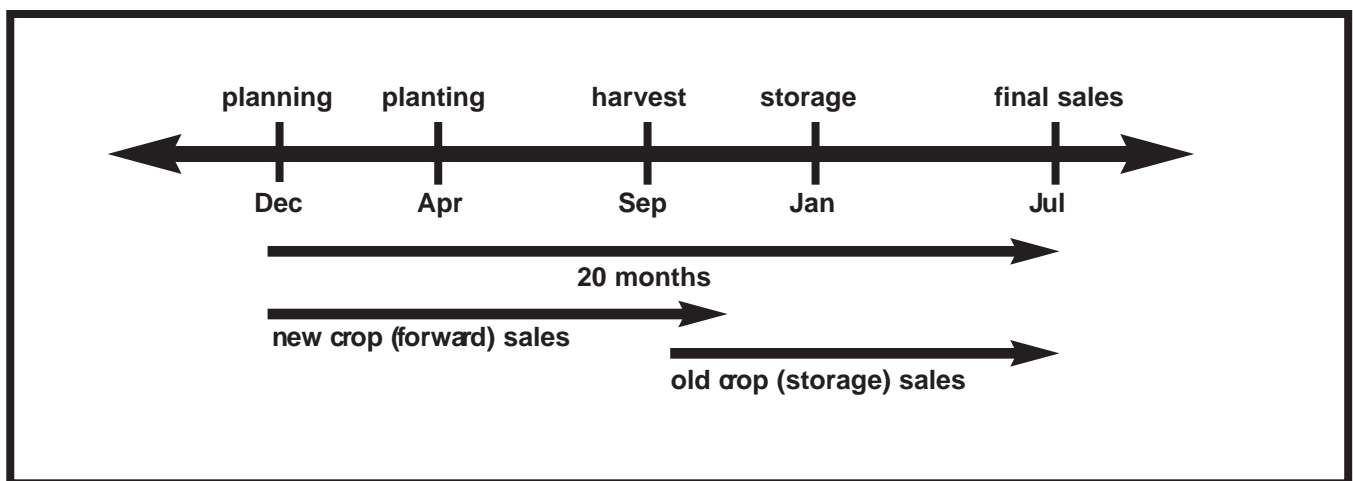 planning planting harvest storage final sales
Dec Apr Sep Jan Jul
20 months
new crop (forward) sales
old crop (storage) sales